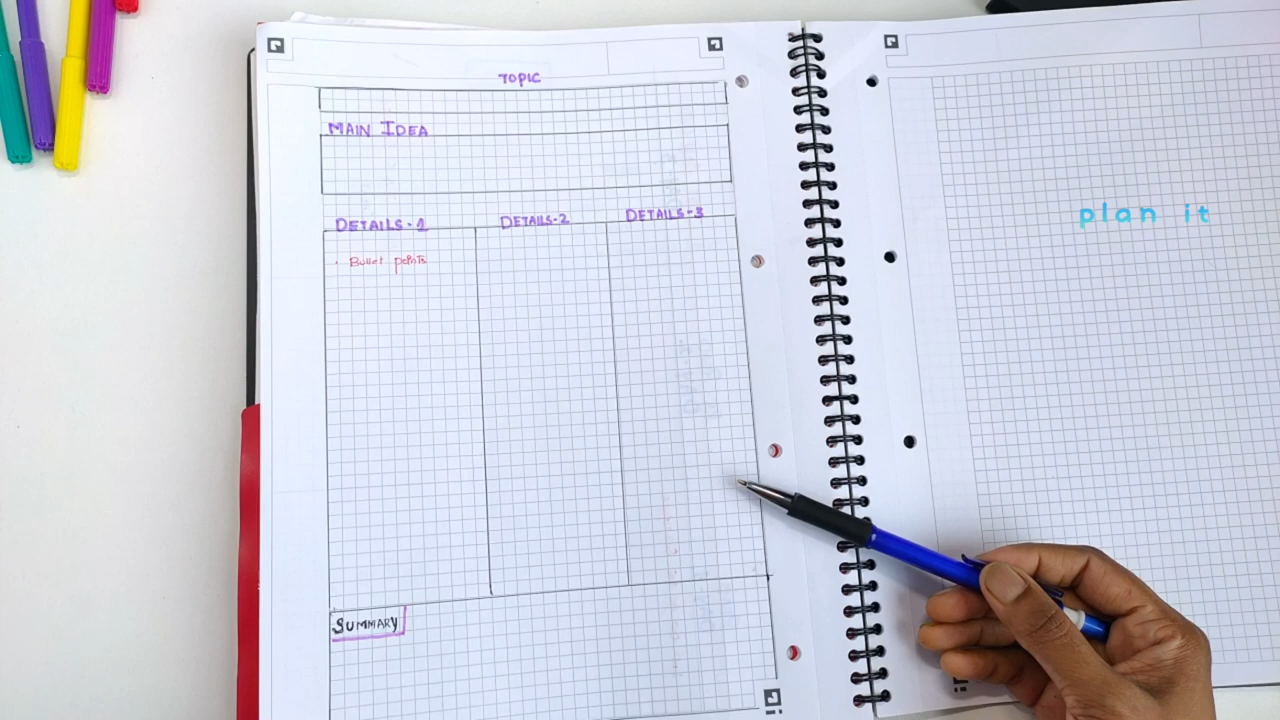 TOPIC
MAIN IDEA
DETAILS-1
DETAILS-2
DETAILS-3
· Bullet points
SUMMARY
plan it